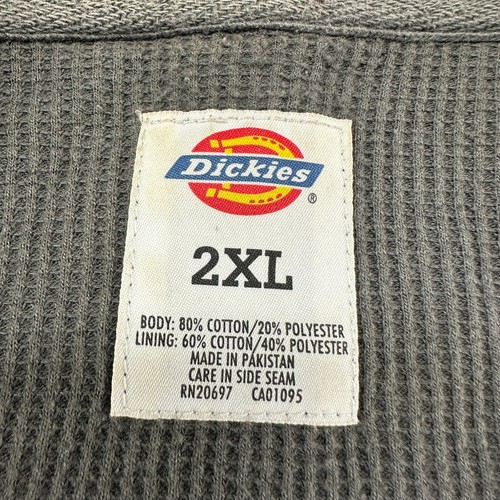 Dickies
®
2XL
BODY: 80% COTTON/20% POLYESTER
LINING: 60% COTTON/40% POLYESTER
MADE IN PAKISTAN
CARE IN SIDE SEAM
RN20697 CA01095